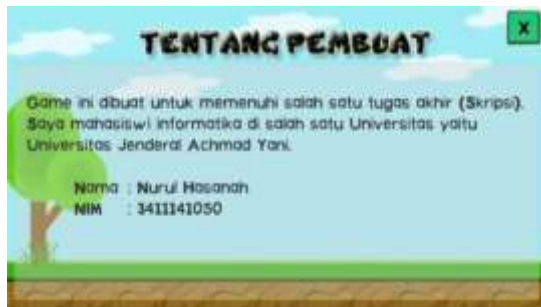 TENTANG PEMBUAT
X
Game ini dibuat untuk memenuhi salah satu tugas akhir (Skripsi).
Saya mahasiswi informatika di salah satu Universitas yaitu
Universitas Jenderal Achmad Yani.
Nama : Nurul Hasanah
NIM : 3411141050